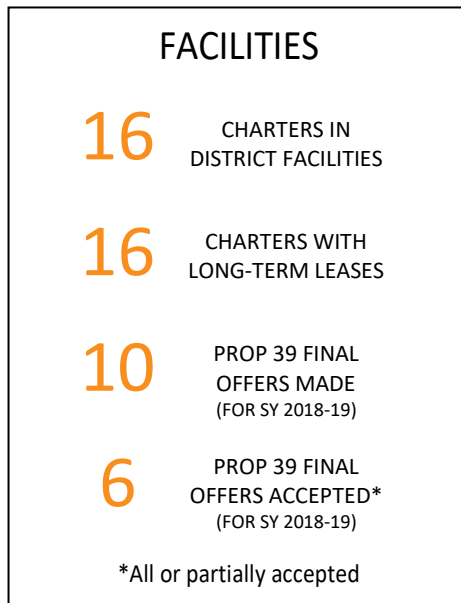 FACILITIES
16
CHARTERS IN
DISTRICT FACILITIES
16
CHARTERS WITH
LONG-TERM LEASES
10
PROP 39 FINAL
OFFERS MADE
(FOR SY 2018-19)
6
PROP 39 FINAL
OFFERS ACCEPTED*
(FOR SY 2018-19)
*All or partially accepted